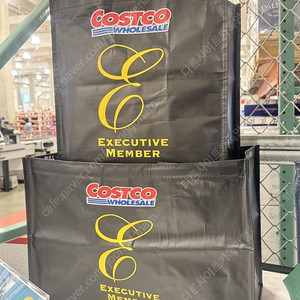 COSTCO
WHOLESALE
E
EXECUTIVE
MEMBER
COSTCO
WHOLESALE
E
EXECUTIVE
MEMBER